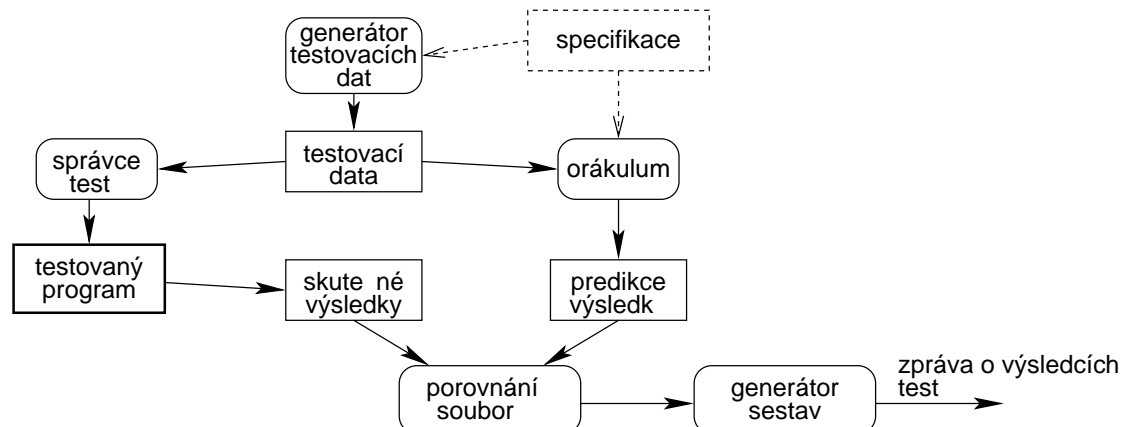 generátor
testovacích
dat
specifikace
správce
test
testovací
data
orákulum
testovaný
program
skute né
výsledky
predikce
výsledk
porovnání
soubor
generátor
sestav
zpráva o výsledcích
test